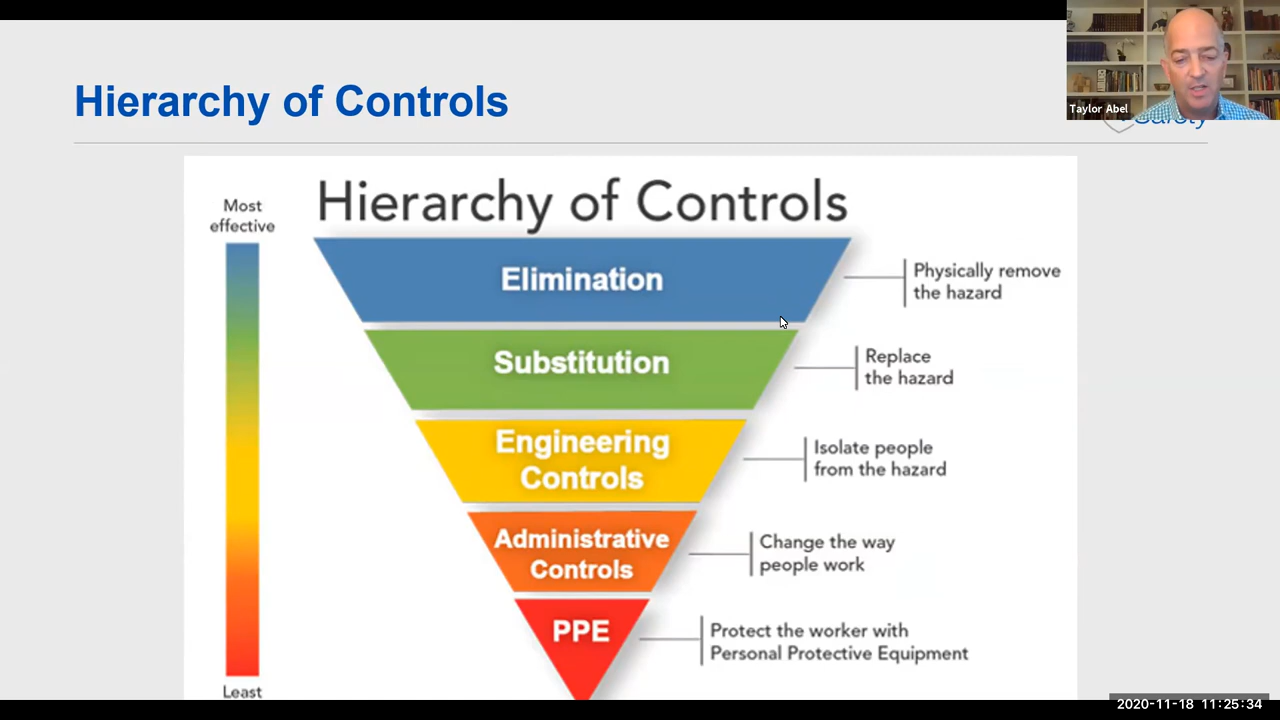 Hierarchy of Controls
Taylor Abel
Safety
Hierarchy of Controls
Most
effective
Elimination
Physically remove
the hazard
Substitution
Replace
the hazard
Engineering
Controls
Isolate people
from the hazard
Administrative
Controls
Change the way
people work
PPE
Protect the worker with
Personal Protective Equipment
Least
2020-11-18 11:25:34